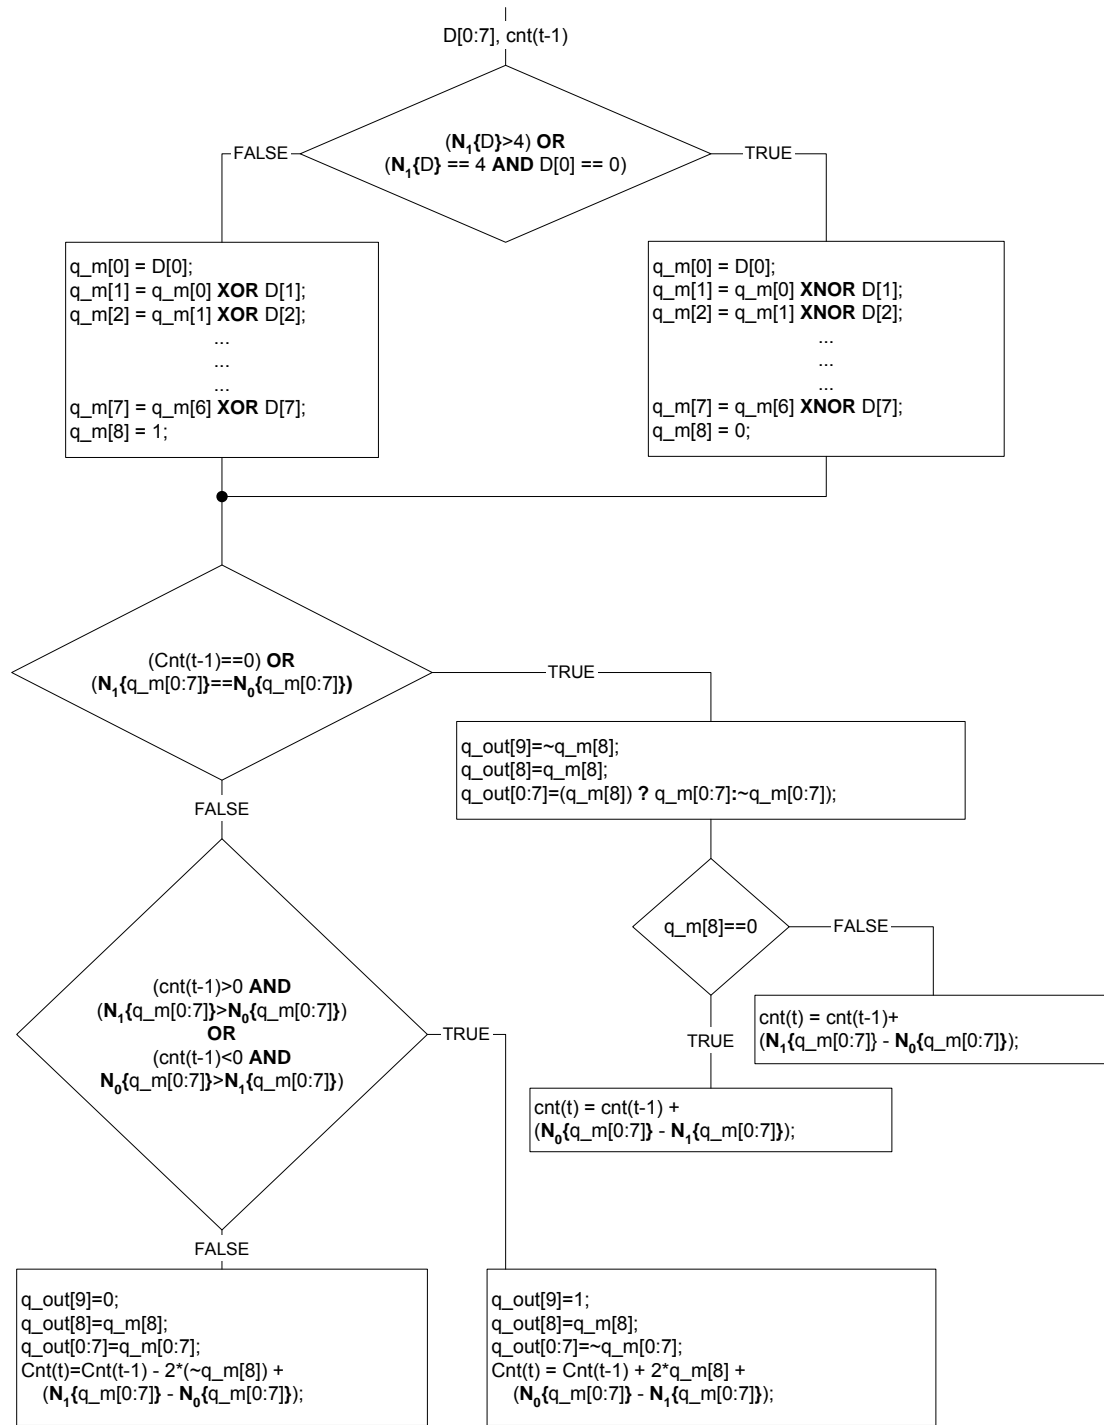 D[0:7], cnt(t-1)
(N1{D}>4) OR
(N1{D} == 4 AND D[0] == 0)
FALSE
TRUE
q_m[0] = D[0];
q_m[1] = q_m[0] XOR D[1];
q_m[2] = q_m[1] XOR D[2];
...
...
...
q_m[7] = q_m[6] XOR D[7];
q_m[8] = 1;
q_m[0] = D[0];
q_m[1] = q_m[0] XNOR D[1];
q_m[2] = q_m[1] XNOR D[2];
...
...
...
q_m[7] = q_m[6] XNOR D[7];
q_m[8] = 0;
(Cnt(t-1)==0) OR
(N1{q_m[0:7]}==N0{q_m[0:7]})
TRUE
FALSE
q_out[9]=~q_m[8];
q_out[8]=q_m[8];
q_out[0:7]=(q_m[8]) ? q_m[0:7]:~q_m[0:7]);
q_m[8]==0
FALSE
TRUE
cnt(t) = cnt(t-1)+
(N1{q_m[0:7]} - N0{q_m[0:7]});
cnt(t) = cnt(t-1) +
(N0{q_m[0:7]} - N1{q_m[0:7]});
(cnt(t-1)>0 AND
(N1{q_m[0:7]}>N0{q_m[0:7]})
OR
(cnt(t-1)<0 AND
N0{q_m[0:7]}>N1{q_m[0:7]})
TRUE
FALSE
q_out[9]=0;
q_out[8]=q_m[8];
q_out[0:7]=q_m[0:7];
Cnt(t)=Cnt(t-1) - 2*(~q_m[8]) +
(N1{q_m[0:7]} - N0{q_m[0:7]});
q_out[9]=1;
q_out[8]=q_m[8];
q_out[0:7]=~q_m[0:7];
Cnt(t) = Cnt(t-1) + 2*q_m[8] +
(N0{q_m[0:7]} - N1{q_m[0:7]});